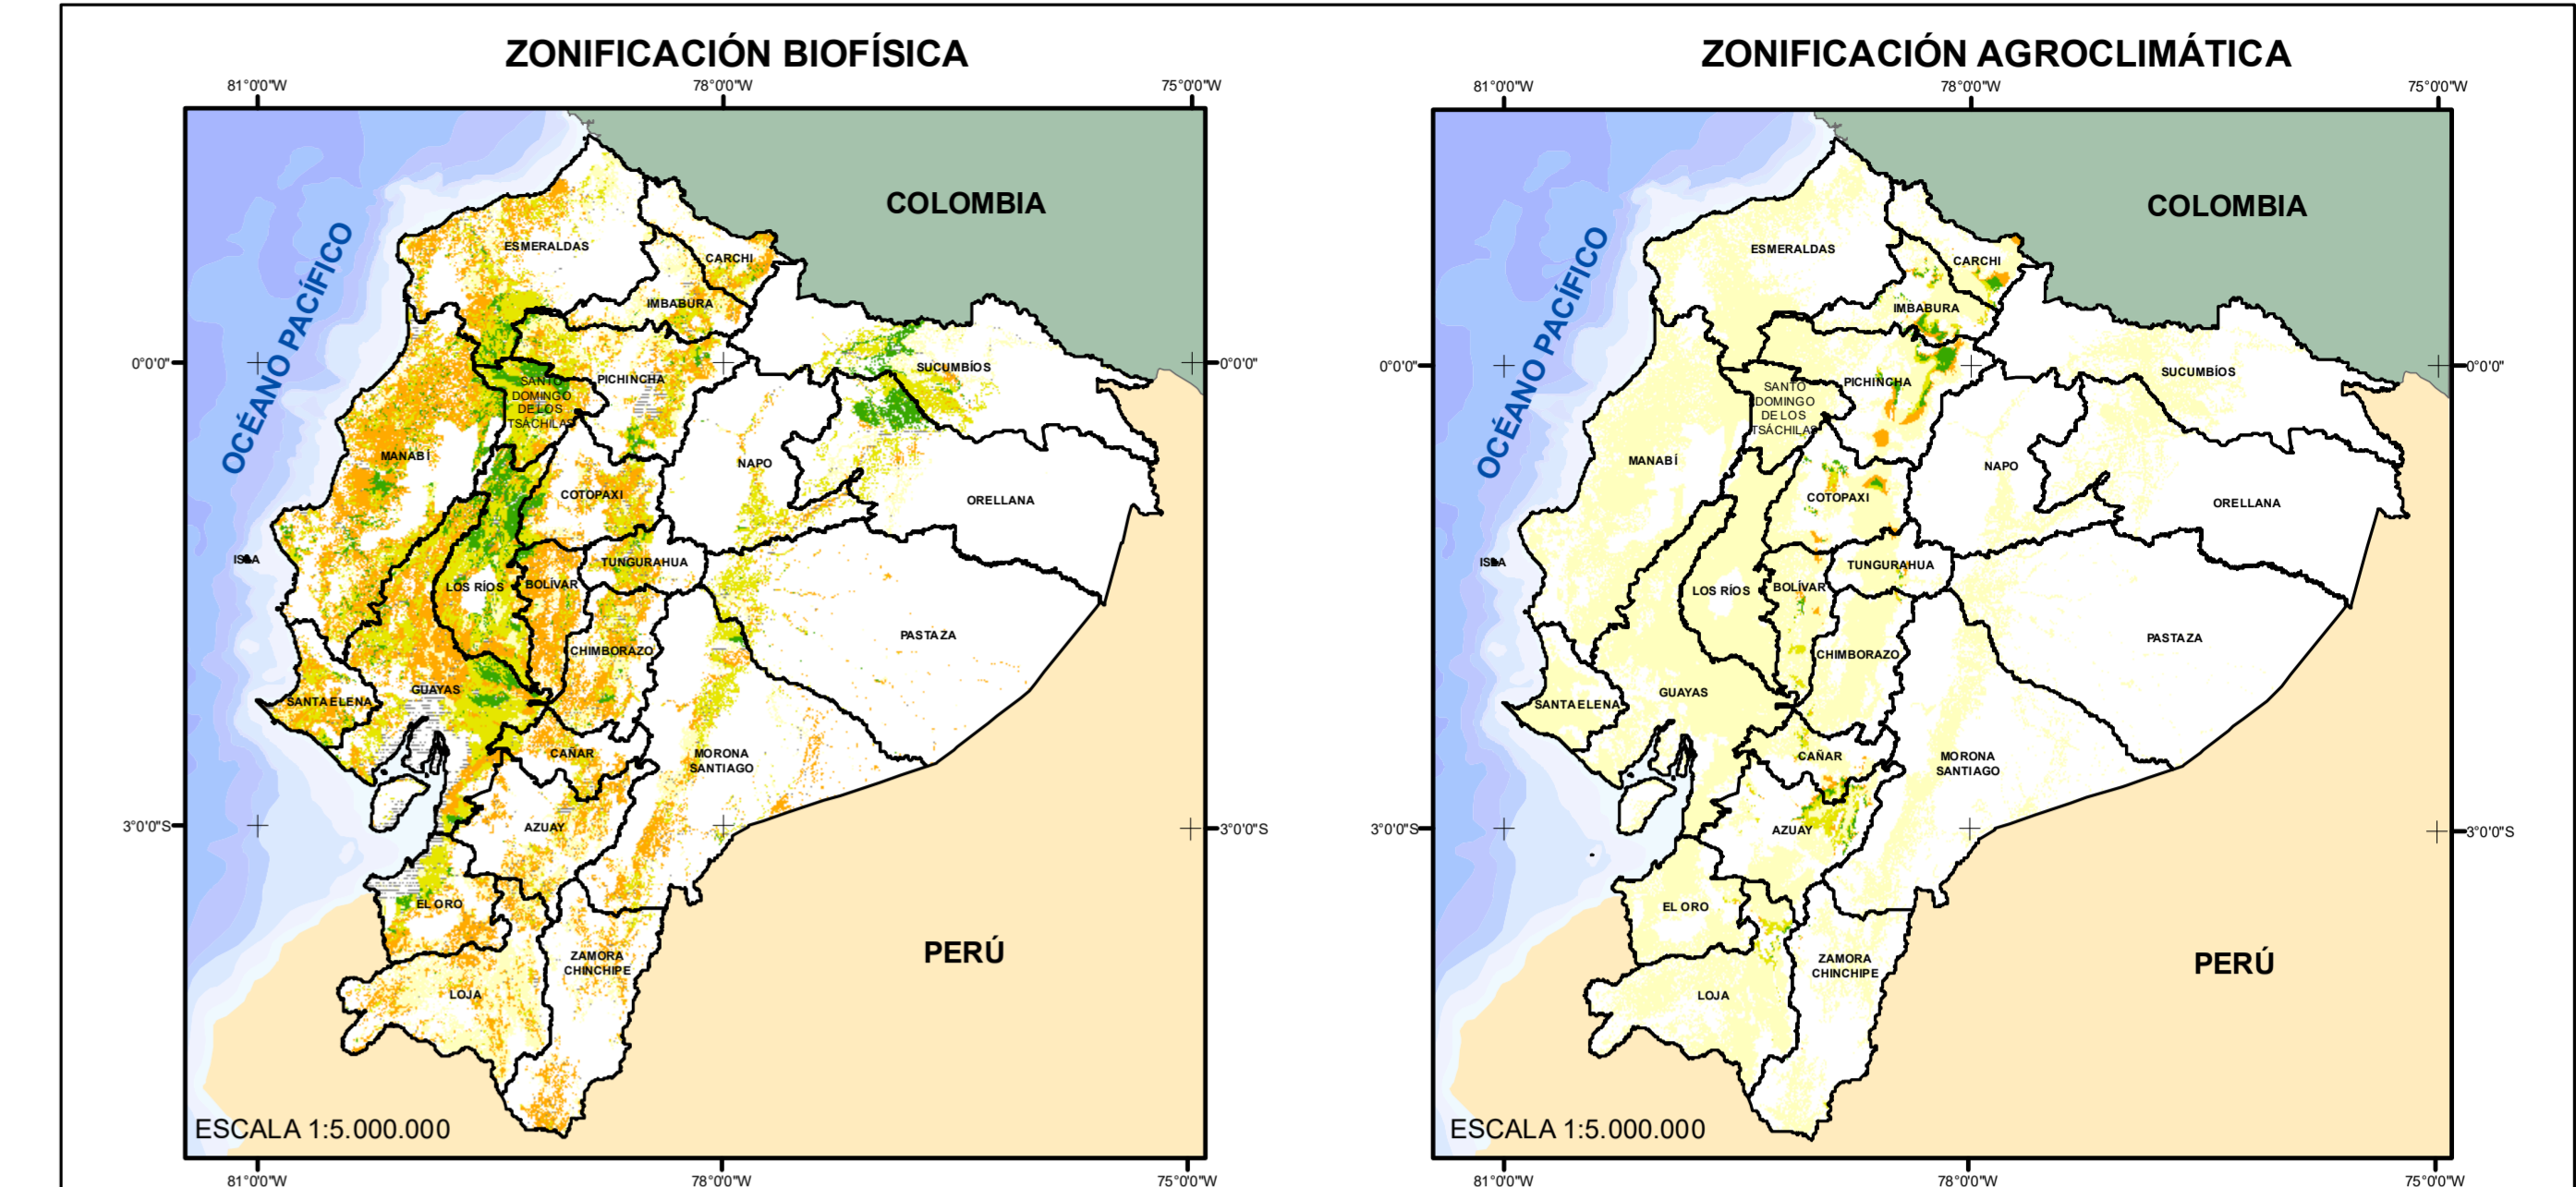 ZONIFICACIÓN BIOFÍSICA
81°0'0"W
78°0'0"W
75°0'0"W
COLOMBIA
OCÉANO PACÍFICO
ESMERALDAS
CARCHI
IMBABURA
0°0'0"
0°0'0"
SUCUMBÍOS
PICHINCHA
SANTO
DOMINGO
DE LOS
TSÁCHILAS
MANABÍ
NAPO
COTOPAXI
ORELLANA
ISLA
TUNGURAHUA
LOS RÍOS
BOLÍVAR
PASTAZA
CHIMBORAZO
GUAYAS
SANTA ELENA
CAÑAR
MORONA
SANTIAGO
3°0'0"S
3°0'0"S
AZUAY
EL ORO
PERÚ
ZAMORA
CHINCHIPE
LOJA
ESCALA 1:5.000.000
81°0'0"W
78°0'0"W
75°0'0"W
ZONIFICACIÓN AGROCLIMÁTICA
81°0'0"W
78°0'0"W
75°0'0"W
COLOMBIA
OCÉANO PACÍFICO
ESMERALDAS
CARCHI
IMBABURA
0°0'0"
0°0'0"
SUCUMBÍOS
PICHINCHA
SANTO
DOMINGO
DE LOS
TSÁCHILAS
MANABÍ
NAPO
COTOPAXI
ORELLANA
ISLA
TUNGURAHUA
LOS RÍOS
BOLÍVAR
PASTAZA
CHIMBORAZO
GUAYAS
SANTA ELENA
CAÑAR
MORONA
SANTIAGO
3°0'0"S
3°0'0"S
AZUAY
EL ORO
PERÚ
ZAMORA
CHINCHIPE
LOJA
ESCALA 1:5.000.000
81°0'0"W
78°0'0"W
75°0'0"W